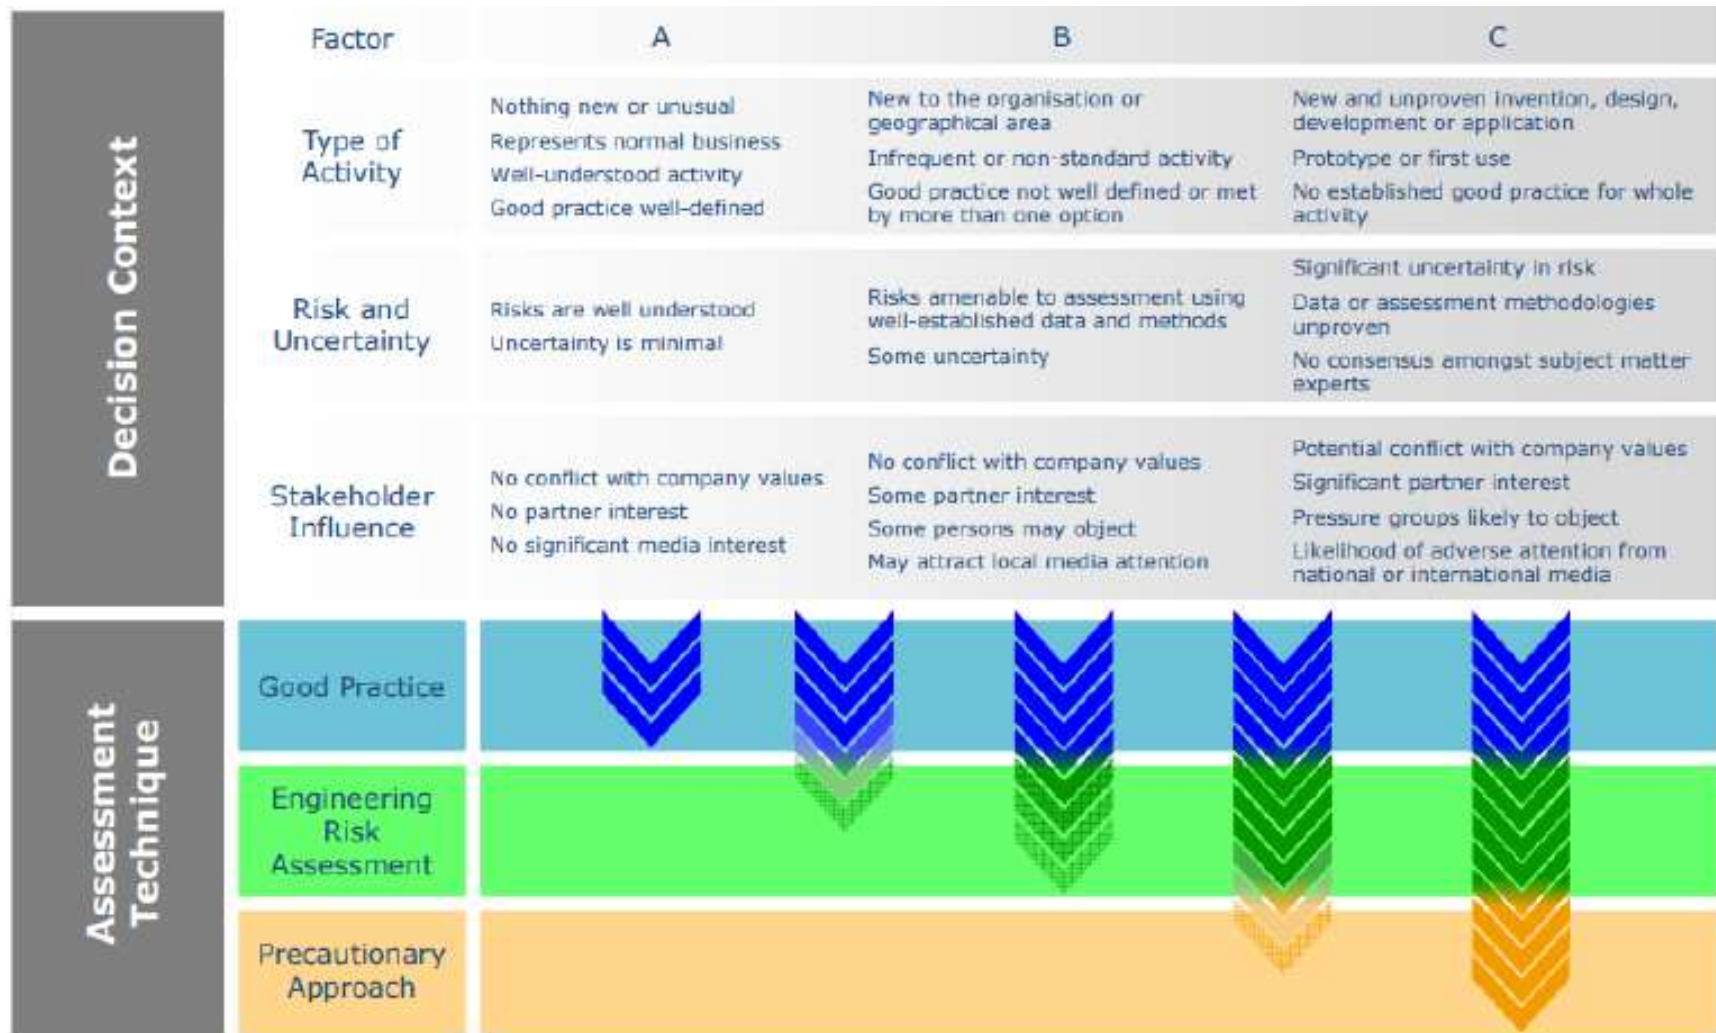 Decision Context
Factor
A
B
C
Type of
Activity
Nothing new or unusual
Represents normal business
Well-understood activity
Good practice well-defined
New to the organisation or
geographical area
Infrequent or non-standard activity
Good practice not well defined or met
by more than one option
New and unproven invention, design,
development or application
Prototype or first use
No established good practice for whole
activity
Risk and
Uncertainty
Risks are well understood
Uncertainty is minimal
Risks amenable to assessment using
well-established data and methods
Some uncertainty
Significant uncertainty in risk
Data or assessment methodologies
unproven
No consensus amongst subject matter
experts
Stakeholder
Influence
No conflict with company values
No partner interest
No significant media interest
No conflict with company values
Some partner interest
Some persons may object
May attract local media attention
Potential conflict with company values
Significant partner interest
Pressure groups likely to object
Likelihood of adverse attention from
national or international media
Assessment
Technique
Good Practice
Engineering
Risk
Assessment
Precautionary
Approach